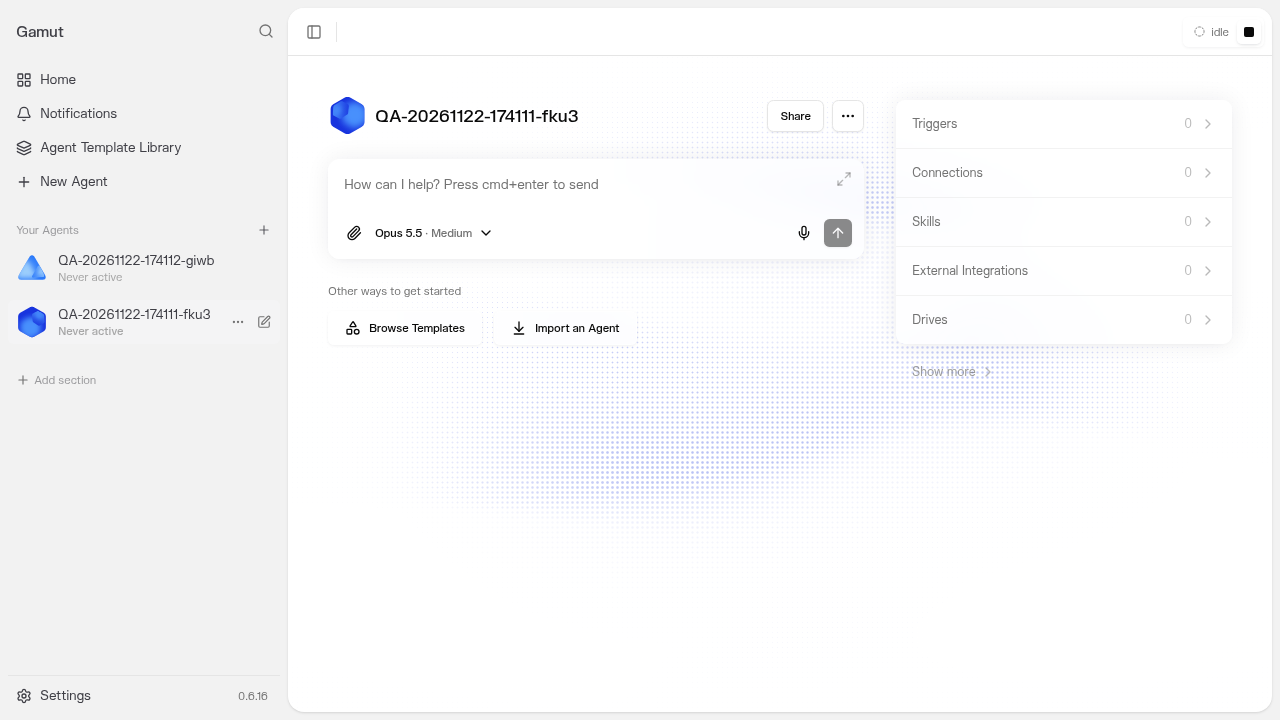 Gamut
Home
Notifications
Agent Template Library
New Agent
Your Agents
QA-20261122-174112-giwb
Never active
QA-20261122-174111-fku3
Never active
Add section
Settings
0.6.16
idle
QA-20261122-174111-fku3
Share
How can I help? Press cmd+enter to send
Opus 5.5 · Medium
Other ways to get started
Browse Templates
Import an Agent
Triggers 0
Connections 0
Skills 0
External Integrations 0
Drives 0
Show more